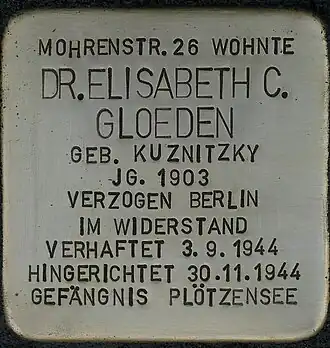 MOHRENSTR. 26 WOHNTE
DR. ELISABETH C.
GLOEDEN
GEB. KUZNITZKY
JG. 1903
VERZOGEN BERLIN
IM WIDERSTAND
VERHAFTET 3. 9. 1944
HINGERICHTET 30.11.1944
GEFÄNGNIS PLÖTZENSEE